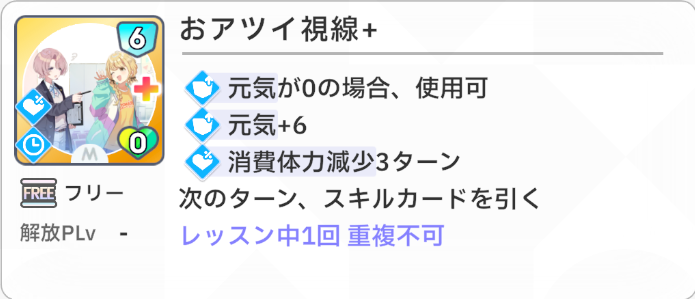 おアツイ視線+
6
0
M
元気が0の場合、使用可
元気+6
消費体力減少3ターン
次のターン、スキルカードを引く
レッスン中1回 重複不可
FREE フリー
解放PLv -